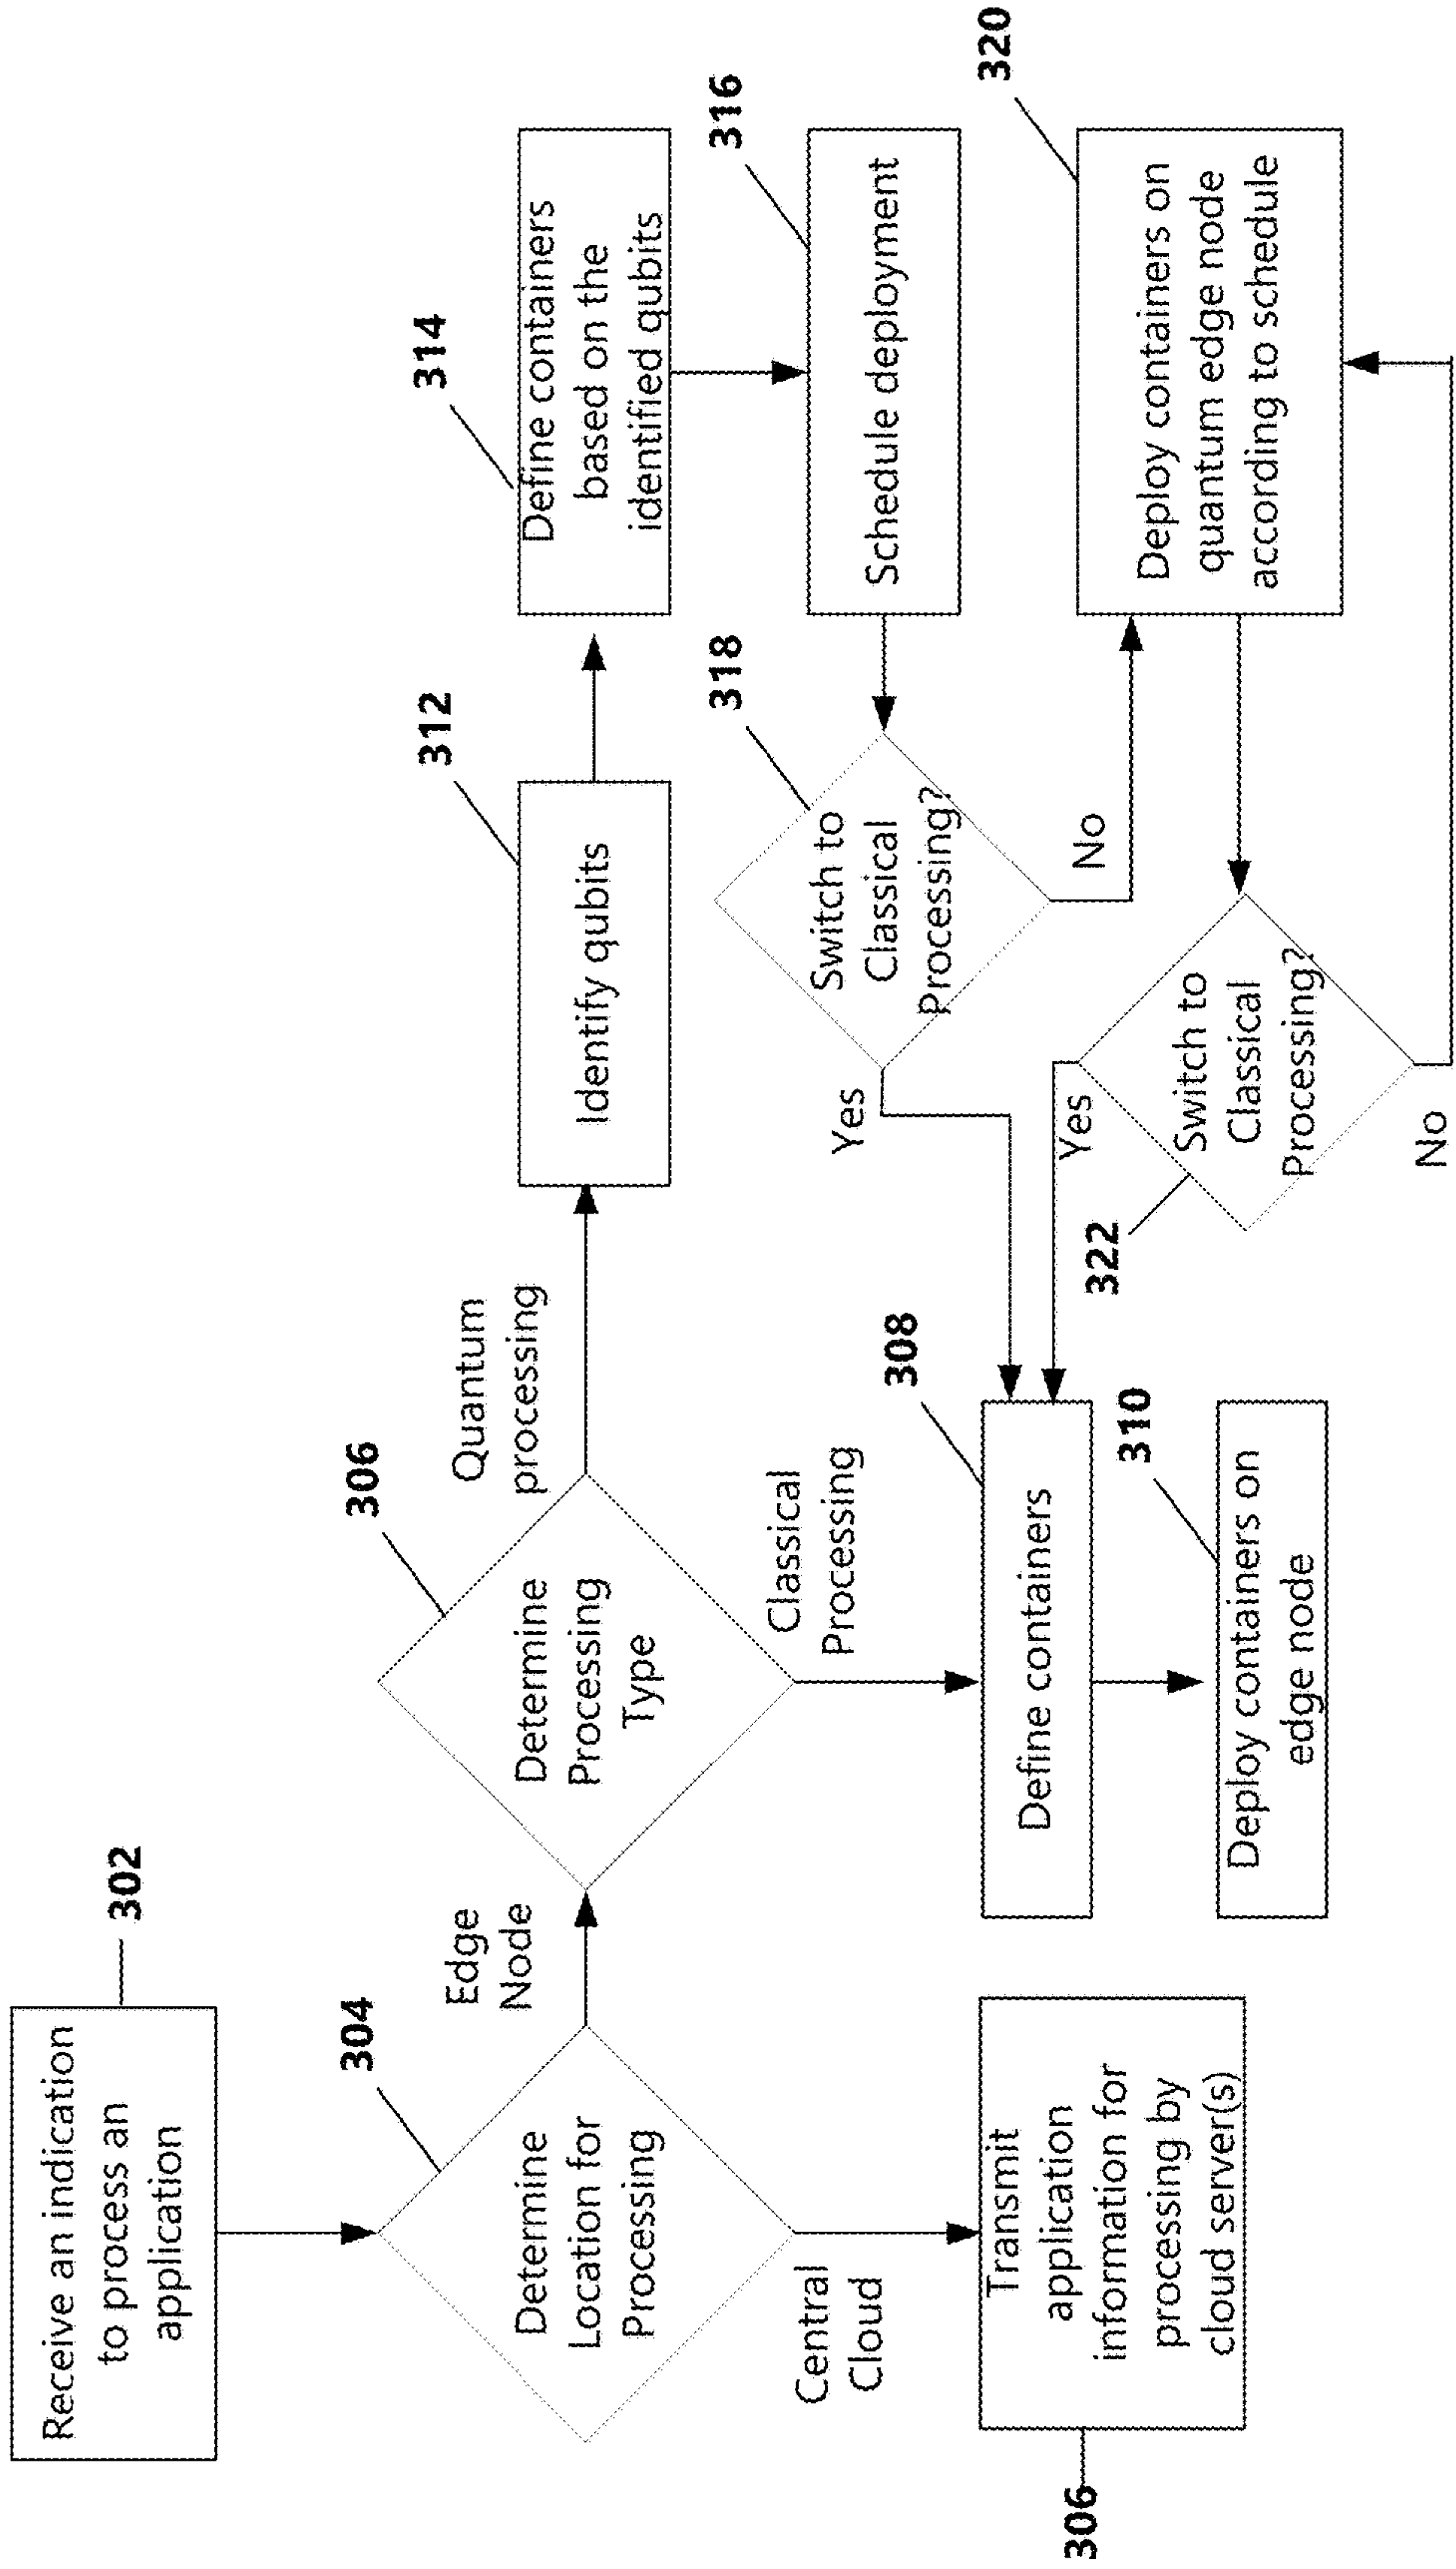 302
Receive an indication
to process an
application
304
Determine
Location for
Processing
Edge
Node
Central
Cloud
306
Transmit
application
information for
processing by
cloud server(s)
306
Determine
Processing
Type
Quantum
processing
Classical
Processing
308
Define containers
310
Deploy containers on
edge node
312
Identify qubits
314
Define containers
based on the
identified qubits
316
Schedule deployment
318
Switch to
Classical
Processing?
Yes
No
320
Deploy containers on
quantum edge node
according to schedule
322
Switch to
Classical
Processing?
Yes
No